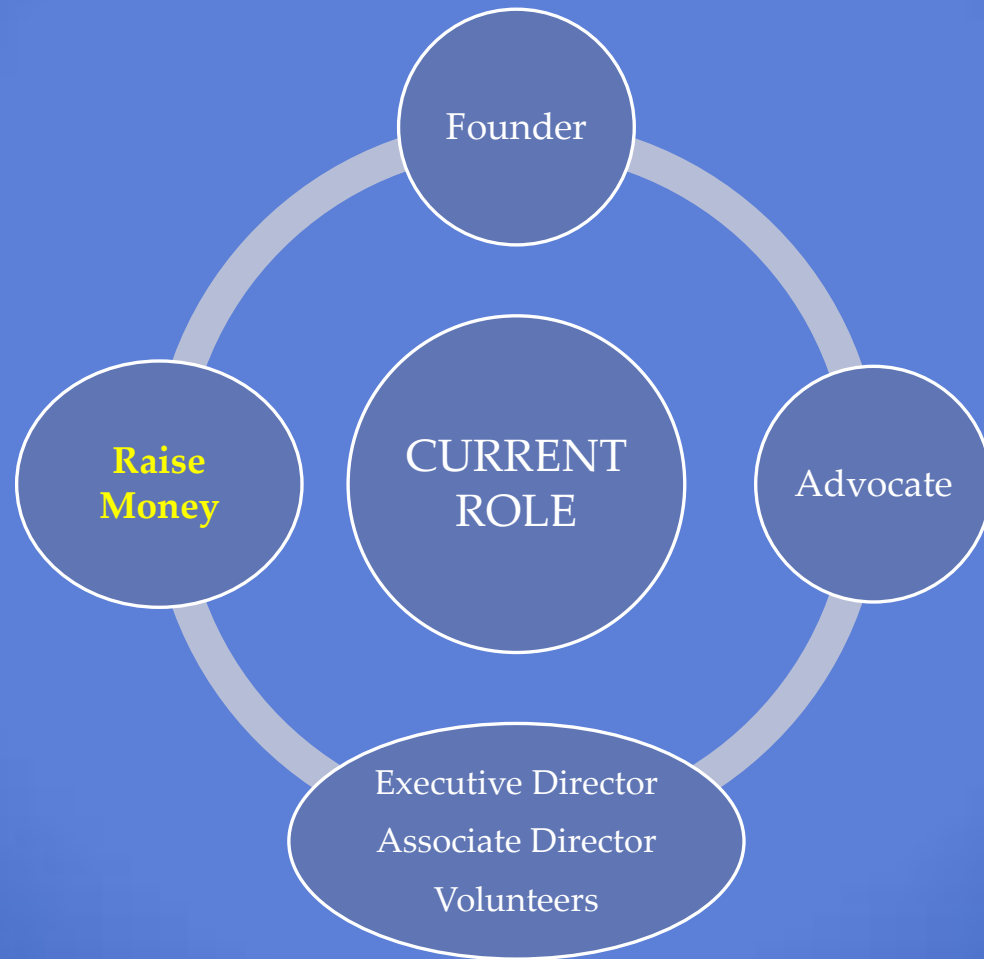 Founder
Raise
Money
CURRENT
ROLE
Advocate
Executive Director
Associate Director
Volunteers